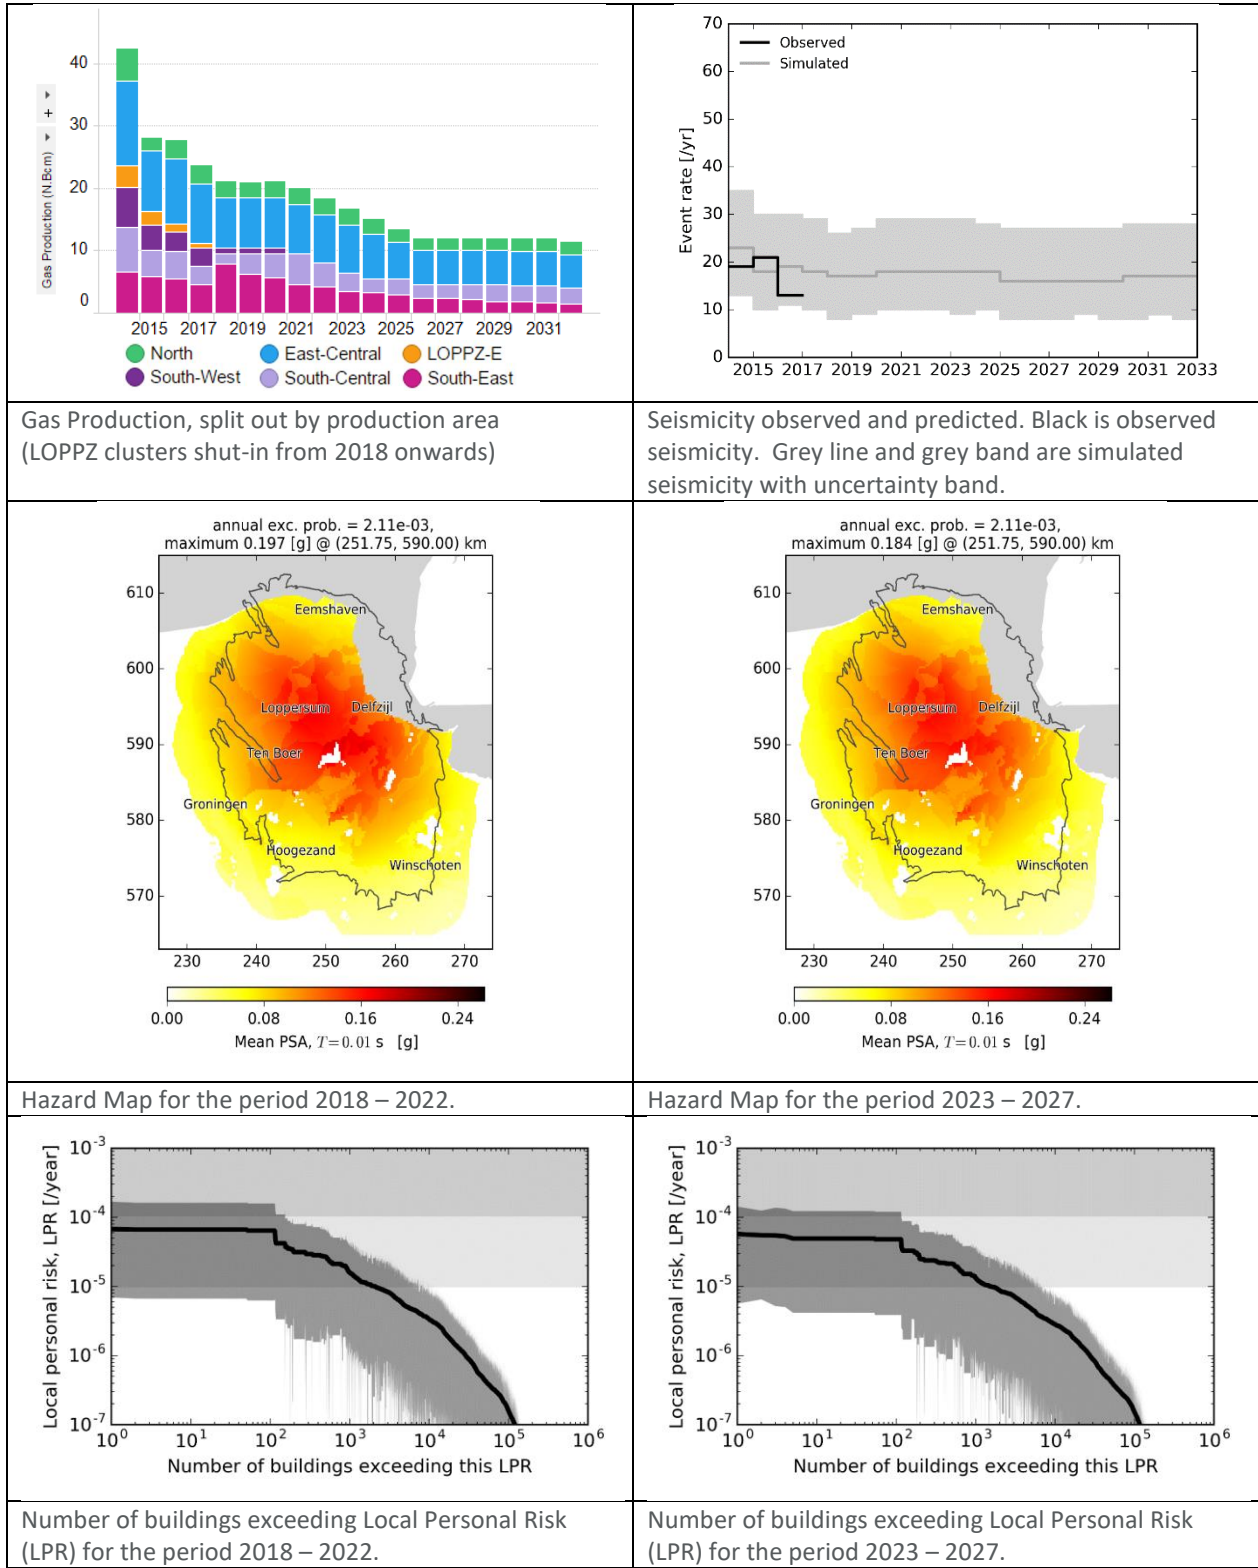 40
30
20
10
0
Gas Production (N.Bcm)
+
2015 2017 2019 2021 2023 2025 2027 2029 2031
North East-Central LOPPZ-E
South-West South-Central South-East
70
60
50
40
30
20
10
0
Event rate [/yr]
Observed
Simulated
2015 2017 2019 2021 2023 2025 2027 2029 2031 2033
Gas Production, split out by production area
(LOPPZ clusters shut-in from 2018 onwards)
Seismicity observed and predicted. Black is observed
seismicity. Grey line and grey band are simulated
seismicity with uncertainty band.
annual exc. prob. = 2.11e-03,
maximum 0.197 [g] @ (251.75, 590.00) km
610
600
590
580
570
Eemshaven
Loppersum Delfzijl
Ten Boer
Groningen
Hoogezand
Winschoten
230 240 250 260 270
0.00 0.08 0.16 0.24
Mean PSA, T=0.01 s [g]
annual exc. prob. = 2.11e-03,
maximum 0.184 [g] @ (251.75, 590.00) km
610
600
590
580
570
Eemshaven
Loppersum Delfzijl
Ten Boer
Groningen
Hoogezand
Winschoten
230 240 250 260 270
0.00 0.08 0.16 0.24
Mean PSA, T=0.01 s [g]
Hazard Map for the period 2018 – 2022.
Hazard Map for the period 2023 – 2027.
Local personal risk, LPR [/year]
10⁻³
10⁻⁴
10⁻⁵
10⁻⁶
10⁻⁷
10⁰ 10¹ 10² 10³ 10⁴ 10⁵ 10⁶
Number of buildings exceeding this LPR
Local personal risk, LPR [/year]
10⁻³
10⁻⁴
10⁻⁵
10⁻⁶
10⁻⁷
10⁰ 10¹ 10² 10³ 10⁴ 10⁵ 10⁶
Number of buildings exceeding this LPR
Number of buildings exceeding Local Personal Risk
(LPR) for the period 2018 – 2022.
Number of buildings exceeding Local Personal Risk
(LPR) for the period 2023 – 2027.